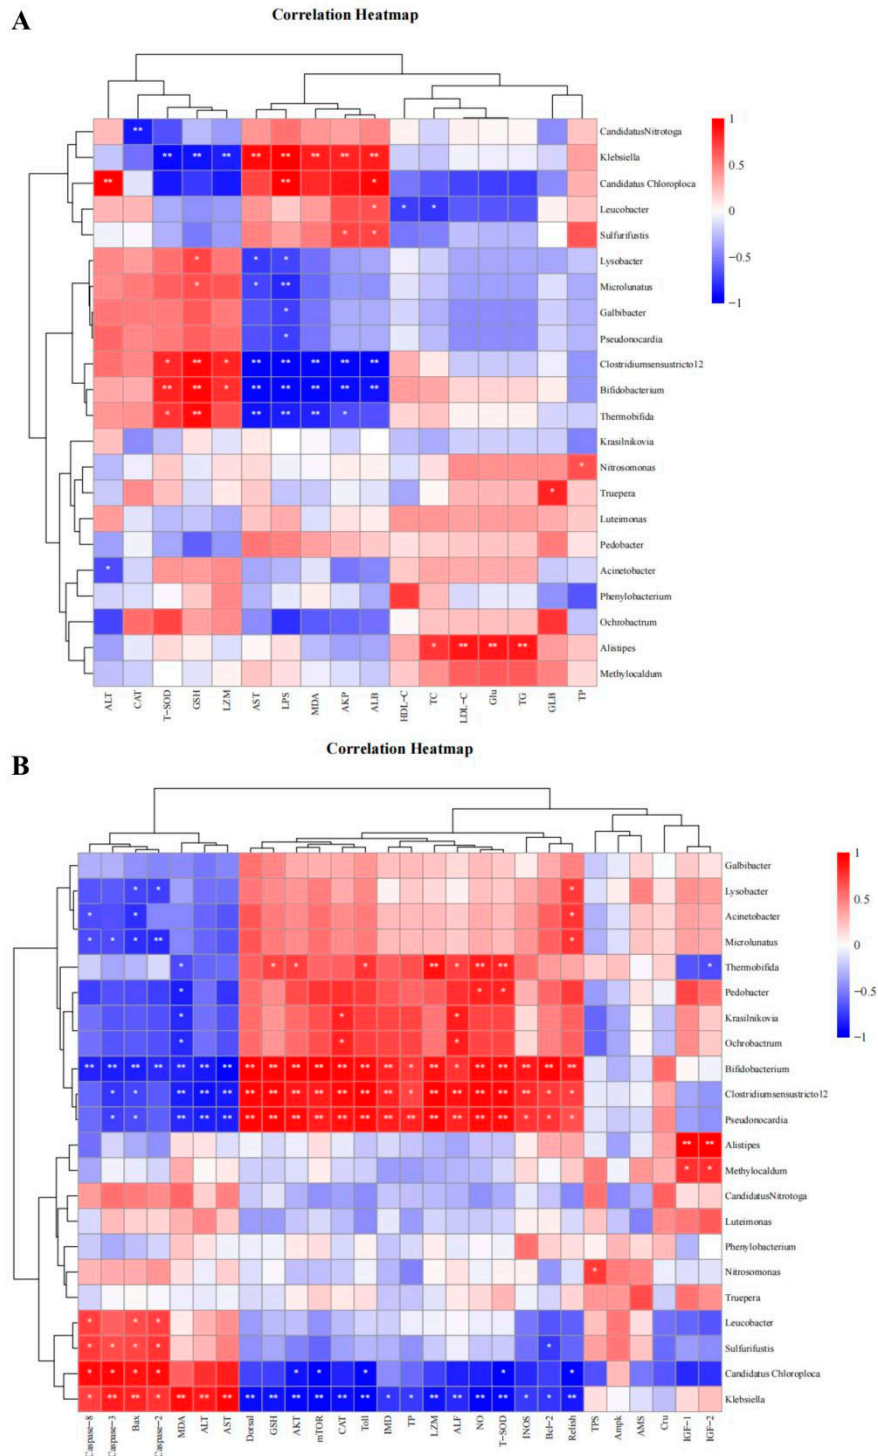 A
Correlation Heatmap
CandidatusNitrotoga
Klebsiella
Candidatus Chloroploca
Leucobacter
Sulfurifustis
Lysobacter
Microlunatus
Galbibacter
Pseudonocardia
Clostridiumsensustricto12
Bifidobacterium
Thermobifida
Krasilnikovia
Nitrosomonas
Truepera
Luteimonas
Pedobacter
Acinetobacter
Phenylobacterium
Ochrobactrum
Alistipes
Methylocaldum
1
0.5
0
−0.5
−1
ALT CAT T−SOD GSH LZM AST LPS MDA AKP ALB HDL−C TC LDL−C Glu TG GLB TP
Correlation Heatmap
B
Galbibacter
Lysobacter
Acinetobacter
Microlunatus
Thermobifida
Pedobacter
Krasilnikovia
Ochrobactrum
Bifidobacterium
Clostridiumsensustricto12
Pseudonocardia
Alistipes
Methylocaldum
CandidatusNitrotoga
Luteimonas
Phenylobacterium
Nitrosomonas
Truepera
Leucobacter
Sulfurifustis
Candidatus Chloroploca
Klebsiella
1
0.5
0
−0.5
−1
Caspase−8 Caspase−3 Bax Caspase−2 MDA ALT AST Dorsal GSH AKT mTOR CAT Toll IMD TP LZM ALF NO T−SOD INOS Bcl−2 Relish TPS Ampk AMS Cru IGF−1 IGF−2